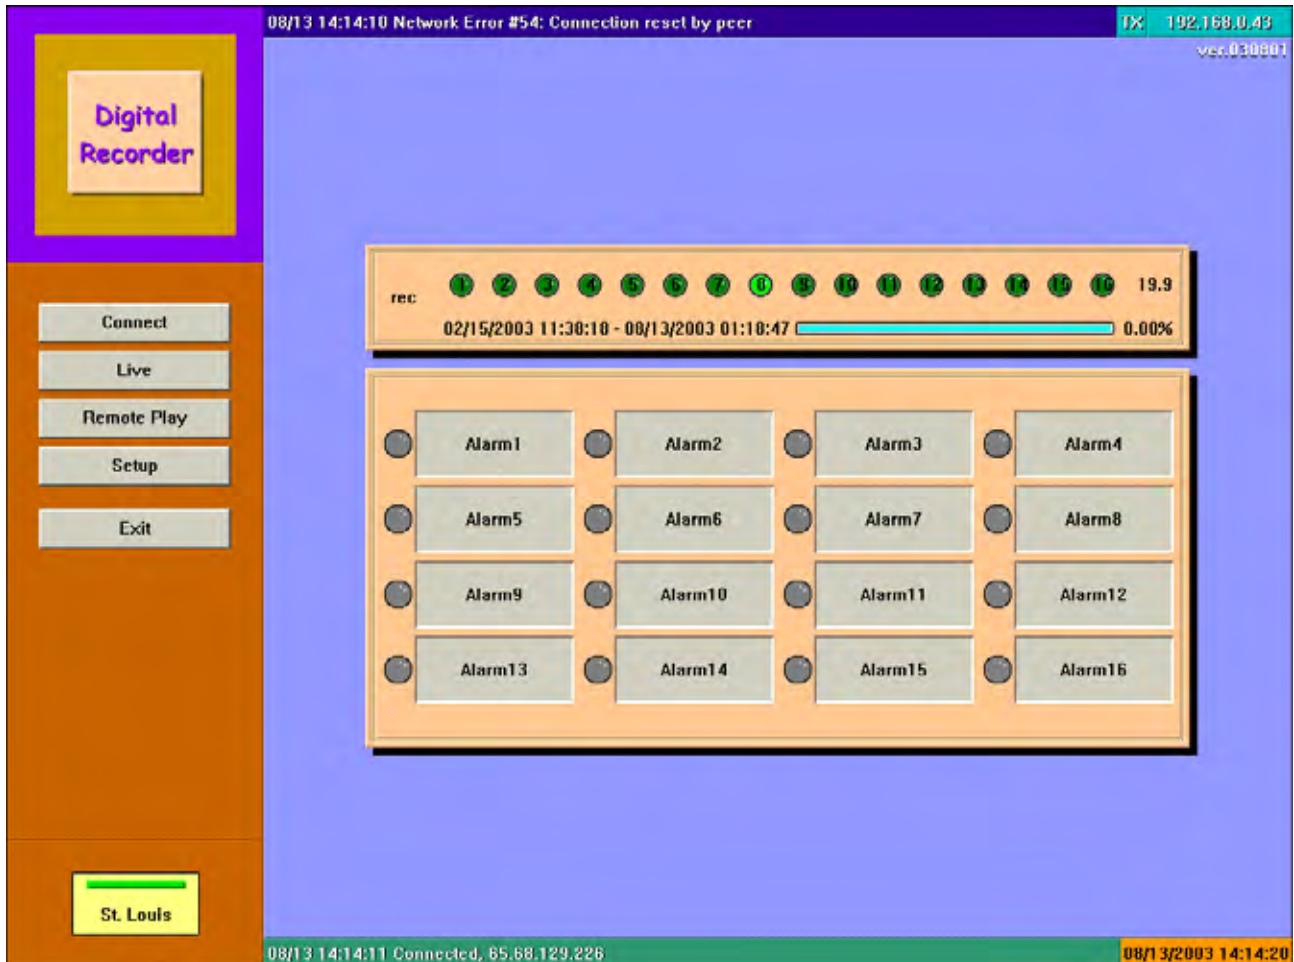 08/13 14:14:10 Network Error #54: Connection reset by peer
TX 192.168.0.43
ver.030801
Digital
Recorder
Connect
Live
Remote Play
Setup
Exit
rec 1 2 3 4 5 6 7 8 9 10 11 12 13 14 15 16 19.9
02/15/2003 11:38:18 - 08/13/2003 01:18:47 0.00%
Alarm1 Alarm2 Alarm3 Alarm4
Alarm5 Alarm6 Alarm7 Alarm8
Alarm9 Alarm10 Alarm11 Alarm12
Alarm13 Alarm14 Alarm15 Alarm16
St. Louis
08/13 14:14:11 Connected, 65.68.129.226
08/13/2003 14:14:20